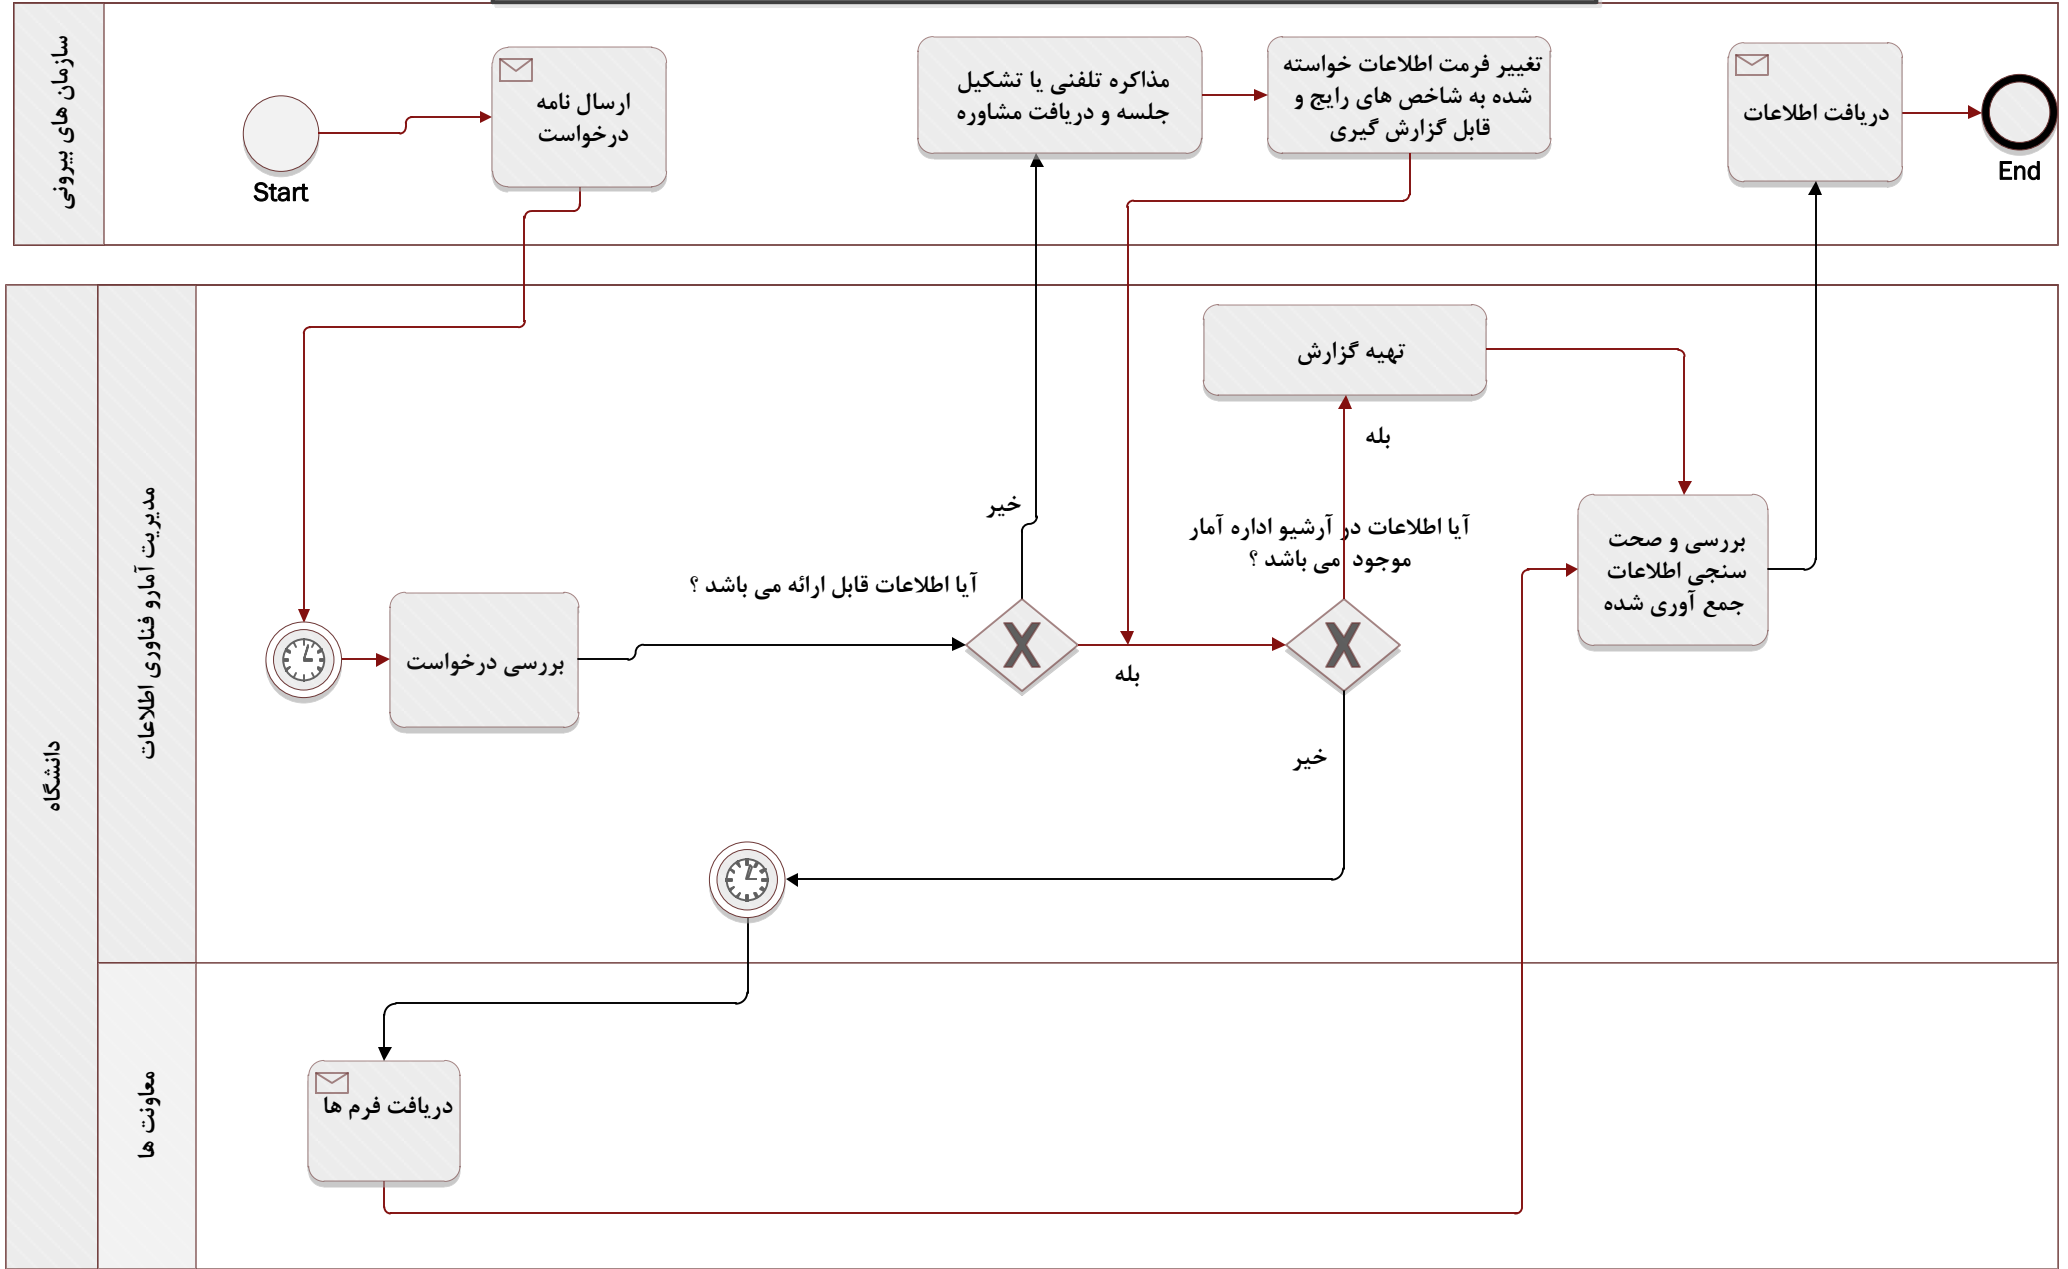 سازمان های بیرونی
Start
ارسال نامه
درخواست
مذاکره تلفنی یا تشکیل
جلسه و دریافت مشاوره
تغییر فرمت اطلاعات خواسته
شده به شاخص های رایج و
قابل گزارش گیری
دریافت اطلاعات
End
دانشگاه
مدیریت آمارو فناوری اطلاعات
بررسی درخواست
آیا اطلاعات قابل ارائه می باشد ؟
خیر
بله
آیا اطلاعات در آرشیو اداره آمار
موجود می باشد ؟
بله
تهیه گزارش
خیر
بررسی و صحت
سنجی اطلاعات
جمع آوری شده
معاونت ها
دریافت فرم ها